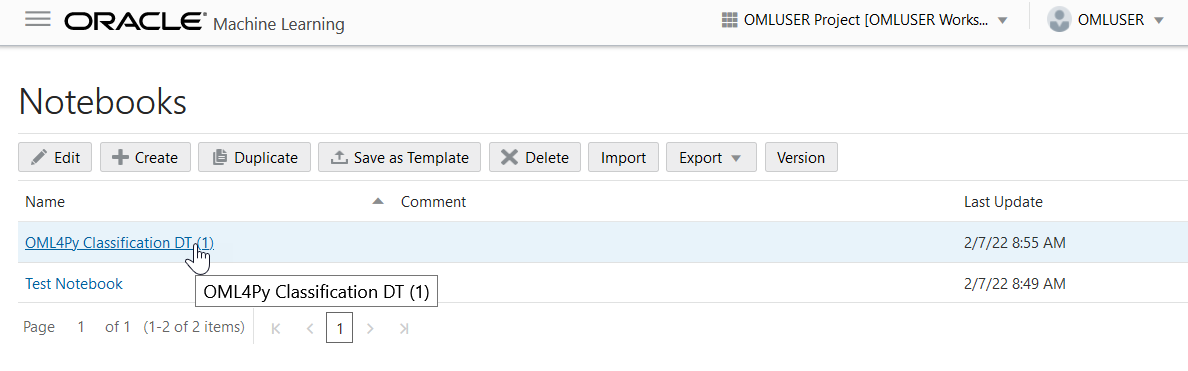 ORACLE Machine Learning OMLUSER Project [OMLUSER Works... OMLUSER
Notebooks
Edit Create Duplicate Save as Template Delete Import Export Version
Name Comment Last Update
OML4Py Classification DT (1) 2/7/22 8:55 AM
Test Notebook 2/7/22 8:49 AM
OML4Py Classification DT (1)
Page 1 of 1 (1-2 of 2 items) 1